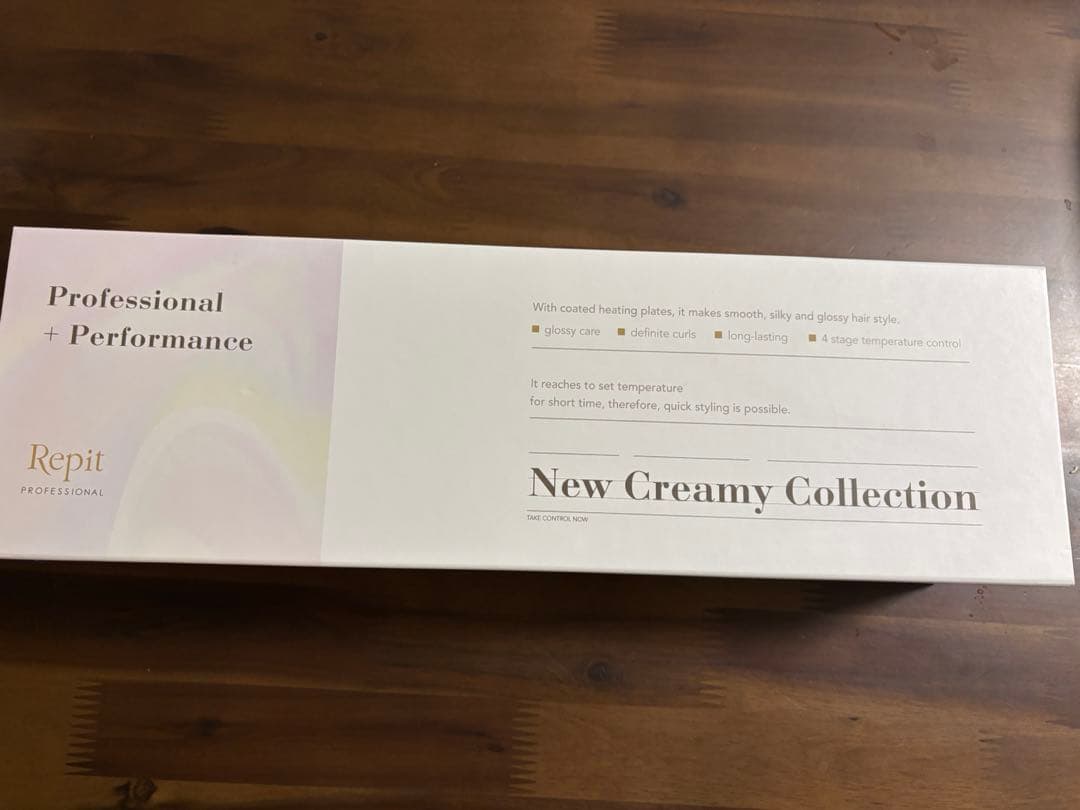 Professional
+ Performance
Repit
PROFESSIONAL
With coated heating plates, it makes smooth, silky and glossy hair style.
■ glossy care ■ definite curls ■ long-lasting ■ 4 stage temperature control
It reaches to set temperature
for short time, therefore, quick styling is possible.
New Creamy Collection
TAKE CONTROL NOW